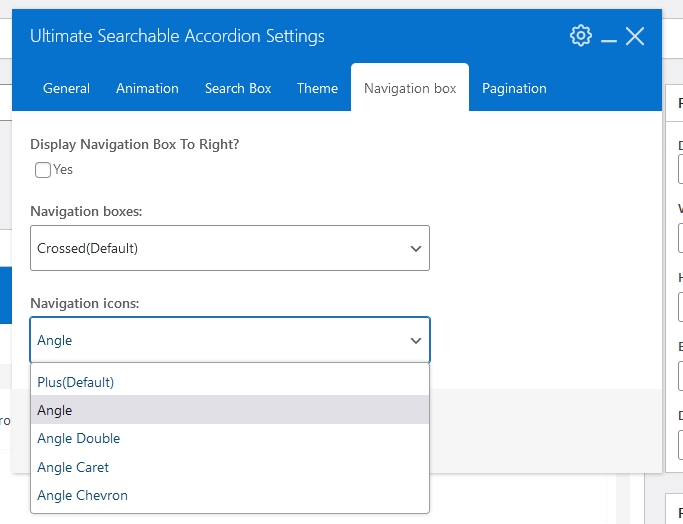 Ultimate Searchable Accordion Settings
General Animation Search Box Theme Navigation box Pagination
Display Navigation Box To Right?
Yes
Navigation boxes:
Crossed(Default)
Navigation icons:
Angle
Plus(Default)
Angle
Angle Double
Angle Caret
Angle Chevron